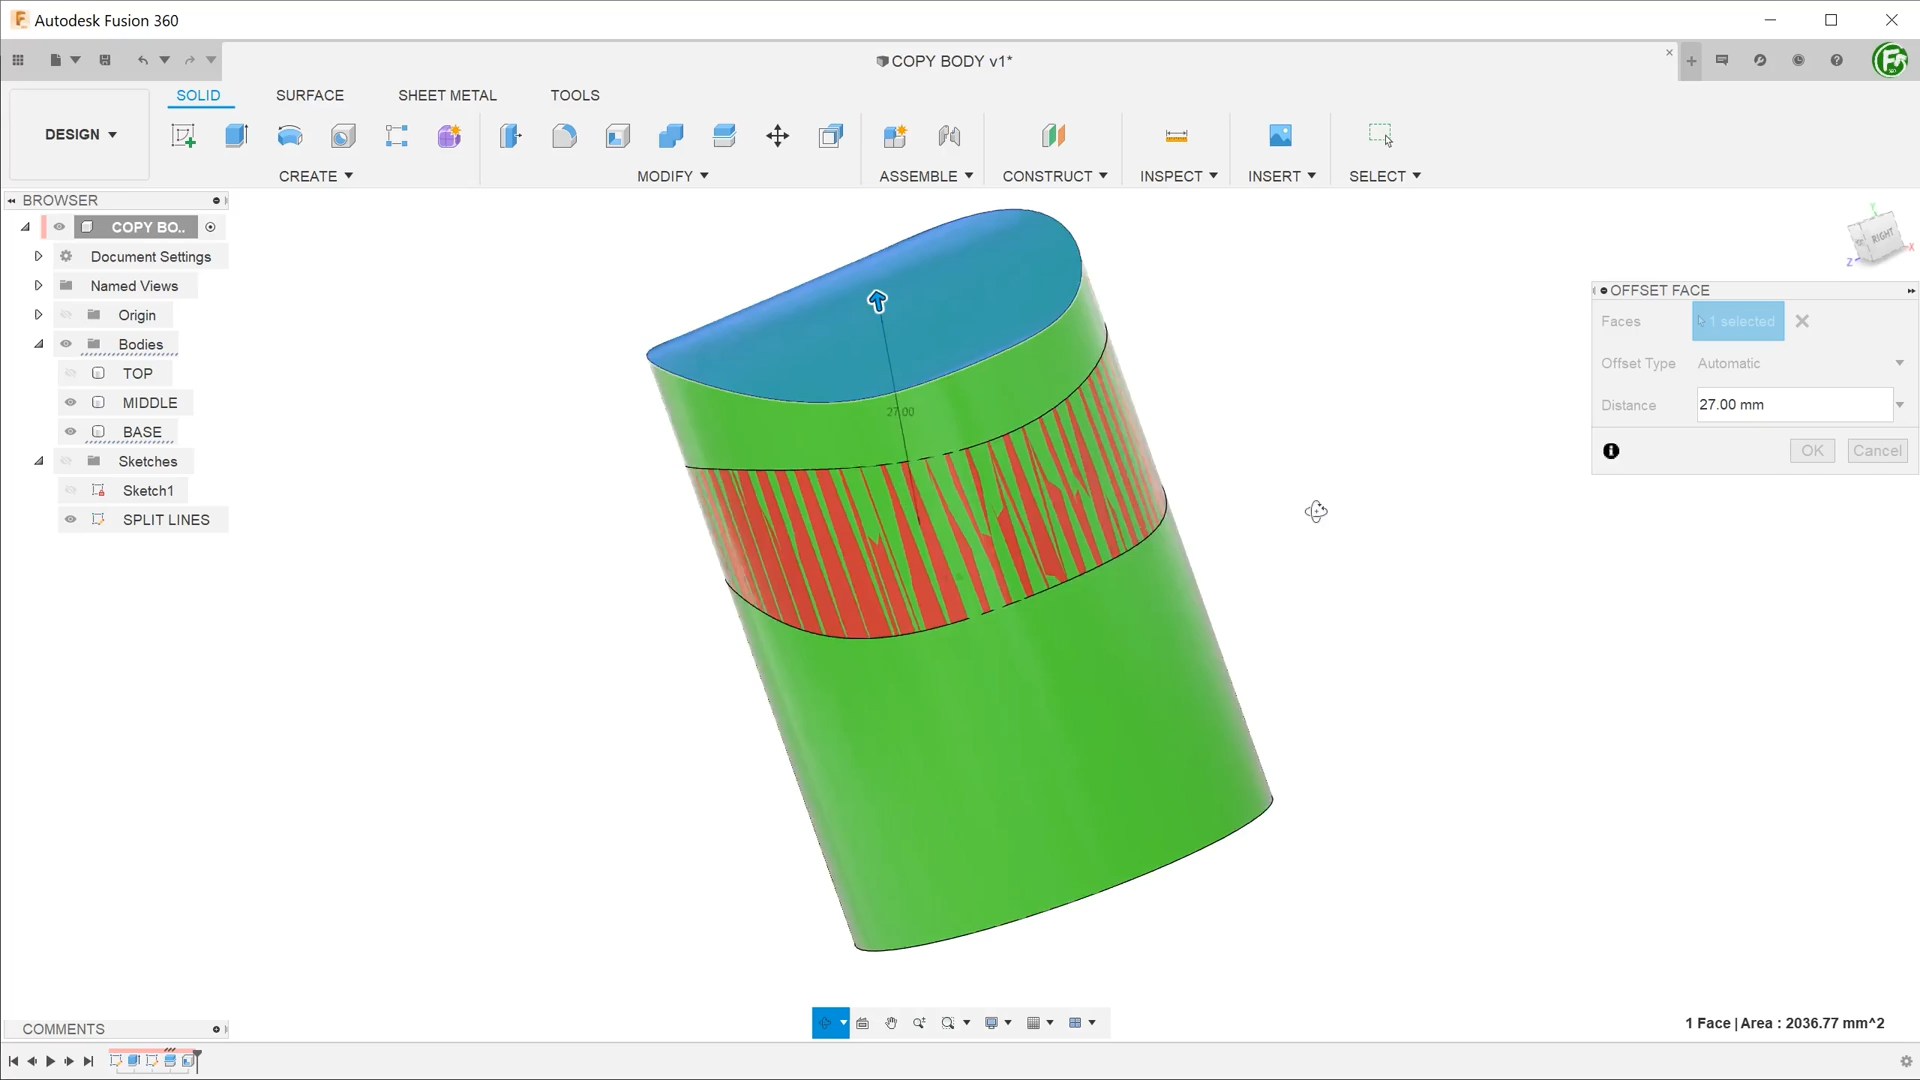 Autodesk Fusion 360
COPY BODY v1*
DESIGN
SOLID
SURFACE
SHEET METAL
TOOLS
CREATE
MODIFY
ASSEMBLE
CONSTRUCT
INSPECT
INSERT
SELECT
BROWSER
COPY BO..
Document Settings
Named Views
Origin
Bodies
TOP
MIDDLE
BASE
Sketches
Sketch1
SPLIT LINES
27.00
RIGHT
Y
X
Z
OFFSET FACE
Faces
1 selected
Offset Type
Automatic
Distance
27.00 mm
OK
Cancel
COMMENTS
1 Face | Area : 2036.77 mm^2